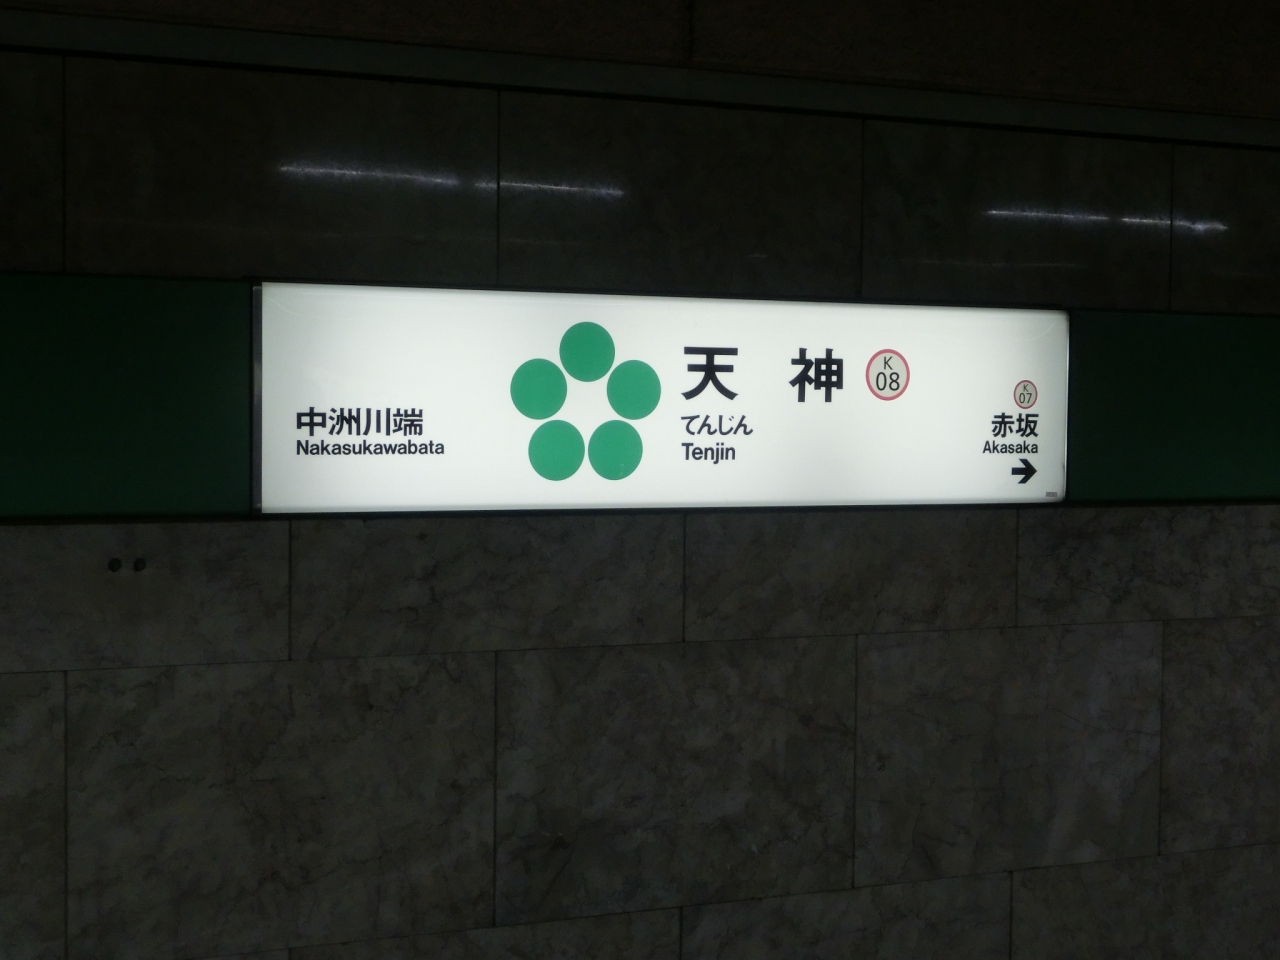 中洲川端
Nakasukawabata
天神
K
08
てんじん
Tenjin
K
07
赤坂
Akasaka
→